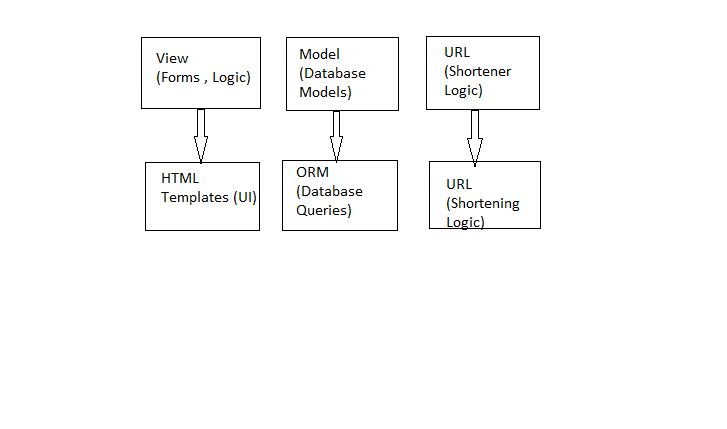 View
(Forms , Logic)
Model
(Database
Models)
URL
(Shortener
Logic)
HTML
Templates (UI)
ORM
(Database
Queries)
URL
(Shortening
Logic)